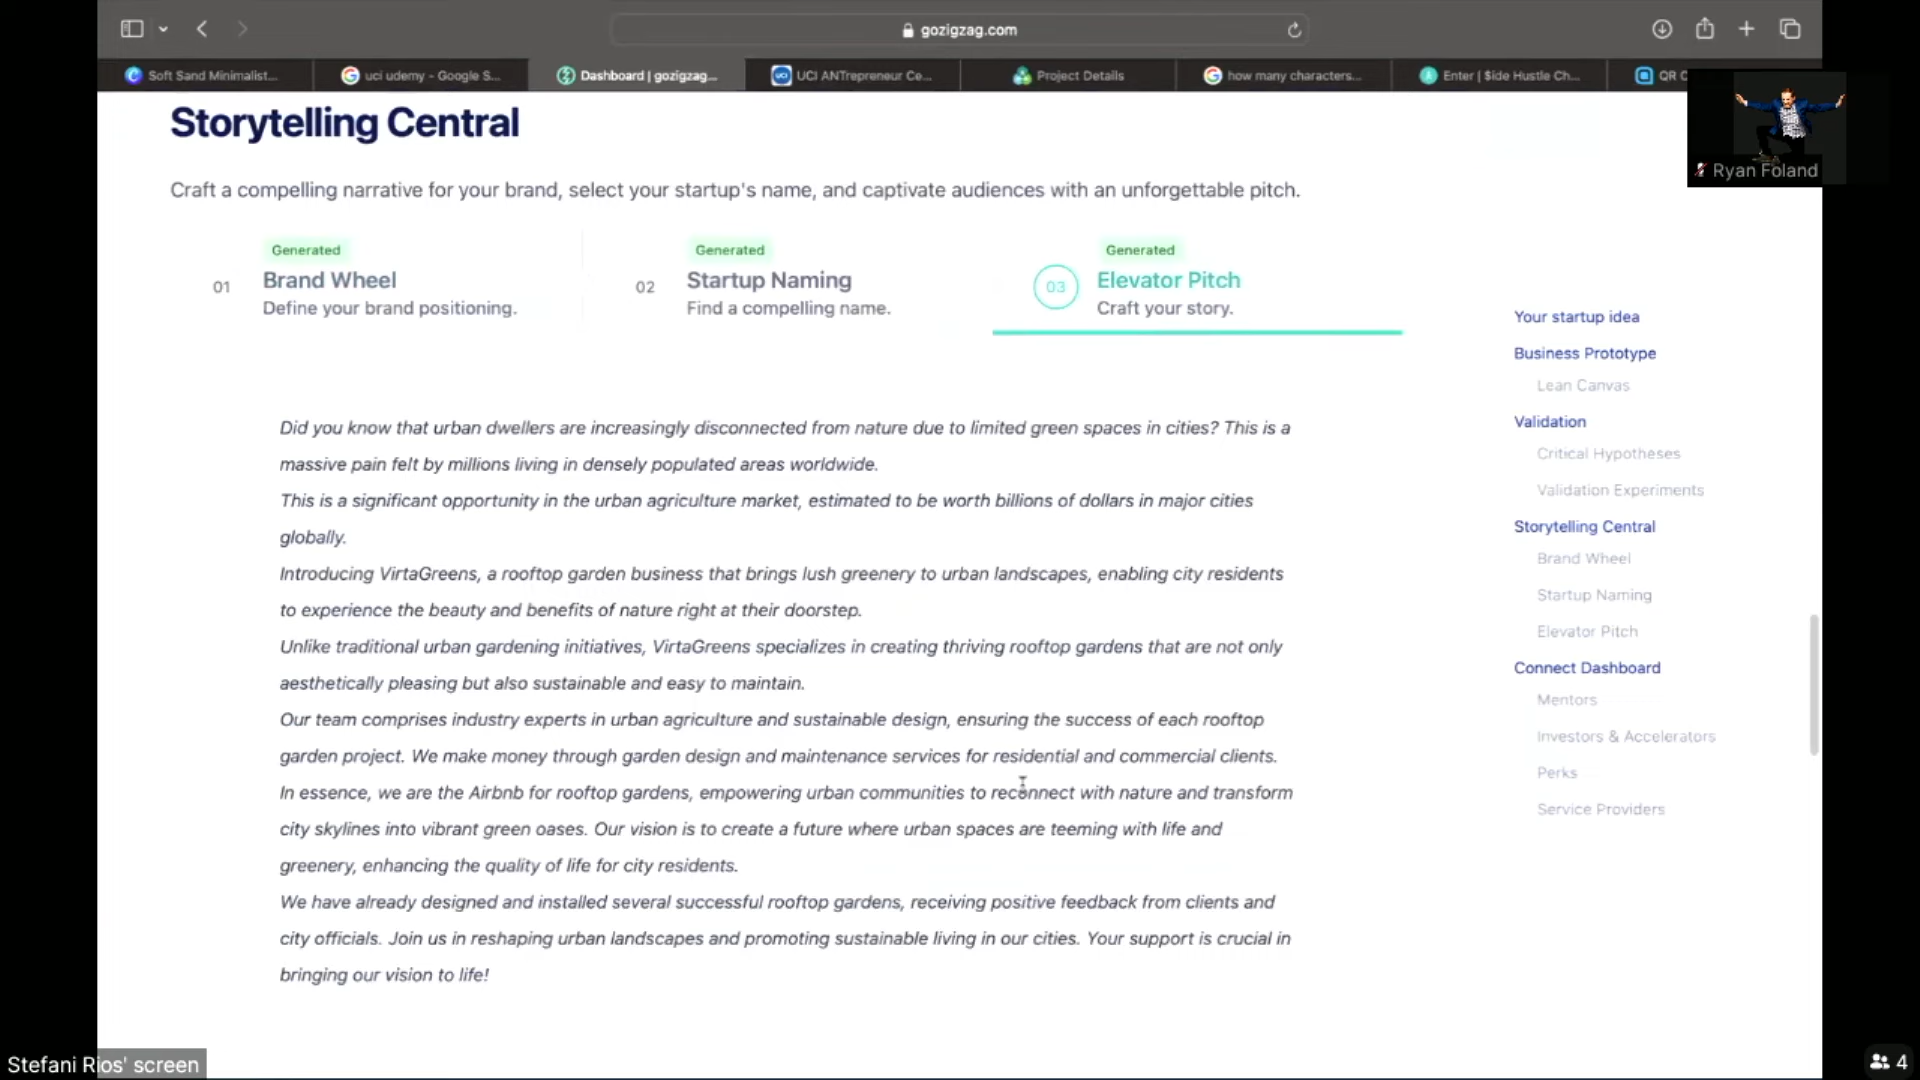 gozigzag.com
Soft Sand Minimalist...
uci udemy - Google S...
Dashboard | gozigzag...
UCI ANTrepreneur Ce...
Project Details
how many characters...
Enter | $ide Hustle Ch...
QR C
Ryan Foland
Storytelling Central
Craft a compelling narrative for your brand, select your startup's name, and captivate audiences with an unforgettable pitch.
Generated
01
Brand Wheel
Define your brand positioning.
Generated
02
Startup Naming
Find a compelling name.
Generated
03
Elevator Pitch
Craft your story.
Did you know that urban dwellers are increasingly disconnected from nature due to limited green spaces in cities? This is a
massive pain felt by millions living in densely populated areas worldwide.
This is a significant opportunity in the urban agriculture market, estimated to be worth billions of dollars in major cities
globally.
Introducing VirtaGreens, a rooftop garden business that brings lush greenery to urban landscapes, enabling city residents
to experience the beauty and benefits of nature right at their doorstep.
Unlike traditional urban gardening initiatives, VirtaGreens specializes in creating thriving rooftop gardens that are not only
aesthetically pleasing but also sustainable and easy to maintain.
Our team comprises industry experts in urban agriculture and sustainable design, ensuring the success of each rooftop
garden project. We make money through garden design and maintenance services for residential and commercial clients.
In essence, we are the Airbnb for rooftop gardens, empowering urban communities to reconnect with nature and transform
city skylines into vibrant green oases. Our vision is to create a future where urban spaces are teeming with life and
greenery, enhancing the quality of life for city residents.
We have already designed and installed several successful rooftop gardens, receiving positive feedback from clients and
city officials. Join us in reshaping urban landscapes and promoting sustainable living in our cities. Your support is crucial in
bringing our vision to life!
Your startup idea
Business Prototype
Lean Canvas
Validation
Critical Hypotheses
Validation Experiments
Storytelling Central
Brand Wheel
Startup Naming
Elevator Pitch
Connect Dashboard
Mentors
Investors & Accelerators
Perks
Service Providers
Stefani Rios' screen
4